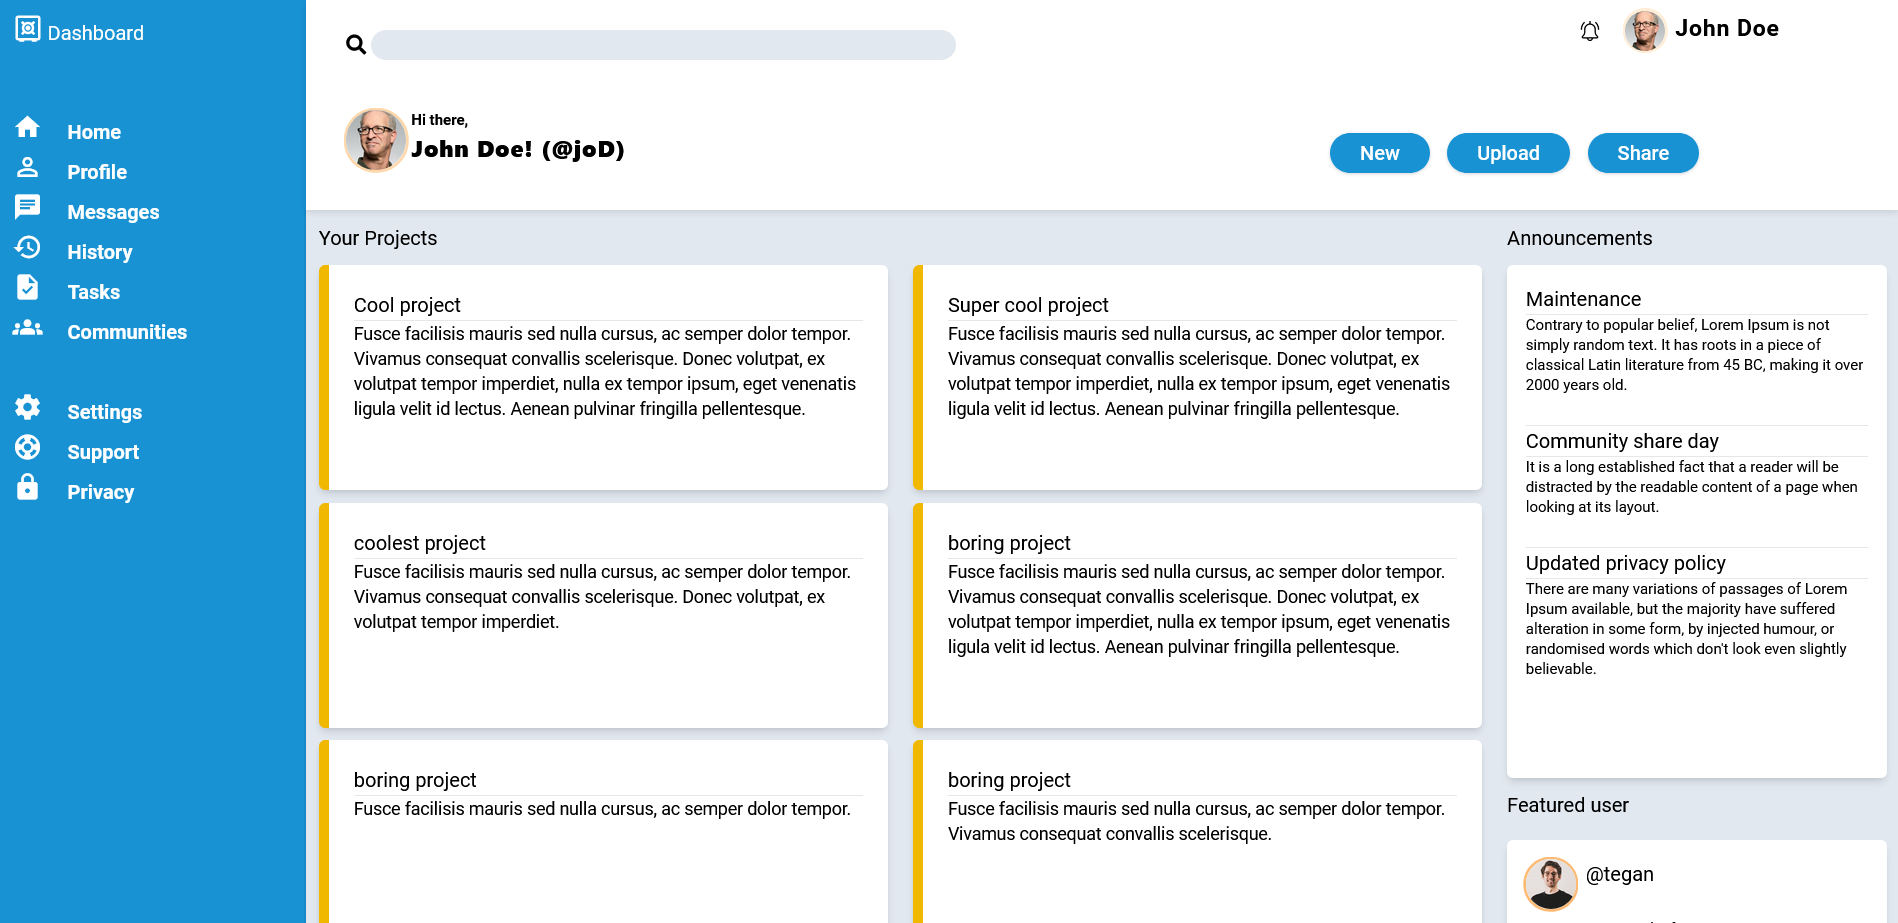 Dashboard
Home
Profile
Messages
History
Tasks
Communities
Settings
Support
Privacy
John Doe
Hi there,
John Doe! (@joD)
New
Upload
Share
Your Projects
Cool project
Fusce facilisis mauris sed nulla cursus, ac semper dolor tempor.
Vivamus consequat convallis scelerisque. Donec volutpat, ex
volutpat tempor imperdiet, nulla ex tempor ipsum, eget venenatis
ligula velit id lectus. Aenean pulvinar fringilla pellentesque.
Super cool project
Fusce facilisis mauris sed nulla cursus, ac semper dolor tempor.
Vivamus consequat convallis scelerisque. Donec volutpat, ex
volutpat tempor imperdiet, nulla ex tempor ipsum, eget venenatis
ligula velit id lectus. Aenean pulvinar fringilla pellentesque.
coolest project
Fusce facilisis mauris sed nulla cursus, ac semper dolor tempor.
Vivamus consequat convallis scelerisque. Donec volutpat, ex
volutpat tempor imperdiet.
boring project
Fusce facilisis mauris sed nulla cursus, ac semper dolor tempor.
Vivamus consequat convallis scelerisque. Donec volutpat, ex
volutpat tempor imperdiet, nulla ex tempor ipsum, eget venenatis
ligula velit id lectus. Aenean pulvinar fringilla pellentesque.
boring project
Fusce facilisis mauris sed nulla cursus, ac semper dolor tempor.
boring project
Fusce facilisis mauris sed nulla cursus, ac semper dolor tempor.
Vivamus consequat convallis scelerisque.
Announcements
Maintenance
Contrary to popular belief, Lorem Ipsum is not
simply random text. It has roots in a piece of
classical Latin literature from 45 BC, making it over
2000 years old.
Community share day
It is a long established fact that a reader will be
distracted by the readable content of a page when
looking at its layout.
Updated privacy policy
There are many variations of passages of Lorem
Ipsum available, but the majority have suffered
alteration in some form, by injected humour, or
randomised words which don't look even slightly
believable.
Featured user
@tegan